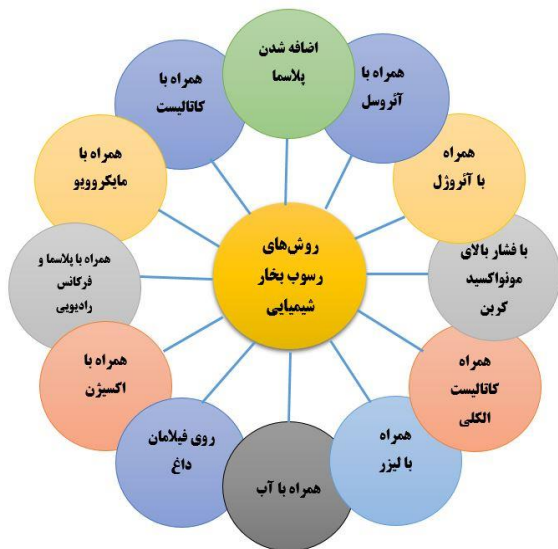 روش‌های
رسوب بخار
شیمیایی
اضافه شدن
پلاسما
همراه با
آئروسل
همراه
با آئروژل
با فشار بالای
مونواکسید
کربن
همراه
کاتالیست
الکلی
همراه
با لیزر
همراه با آب
روی فیلامان
داغ
همراه با
اکسیژن
همراه با پلاسما و
فرکانس
رادیویی
همراه با
مایکروویو
همراه با
کاتالیست